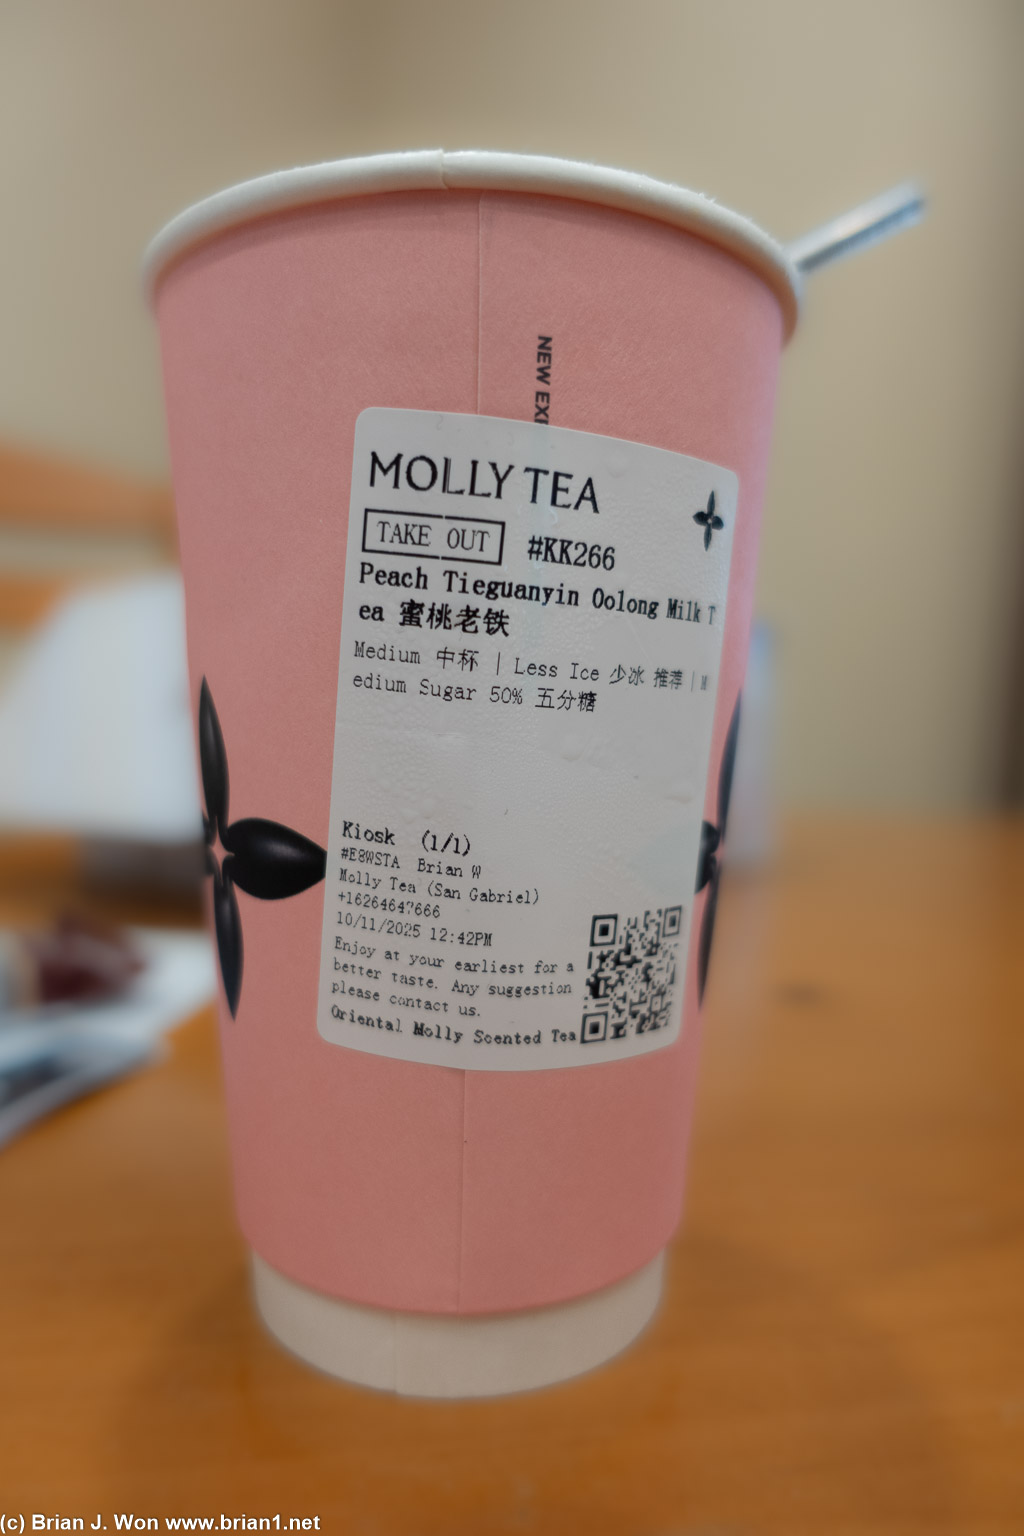 NEW EXP
MOLLY TEA
TAKE OUT #KK266
Peach Tieguanyin Oolong Milk T
ea 蜜桃老铁
Medium 中杯 | Less Ice 少冰 推荐 | M
edium Sugar 50% 五分糖
Kiosk (1/1)
#E8WSTA Brian W
Molly Tea (San Gabriel)
+16264647666
10/11/2025 12:42PM
Enjoy at your earliest for a
better taste. Any suggestion
please contact us.
Oriental Molly Scented Tea
(c) Brian J. Won www.brian1.net